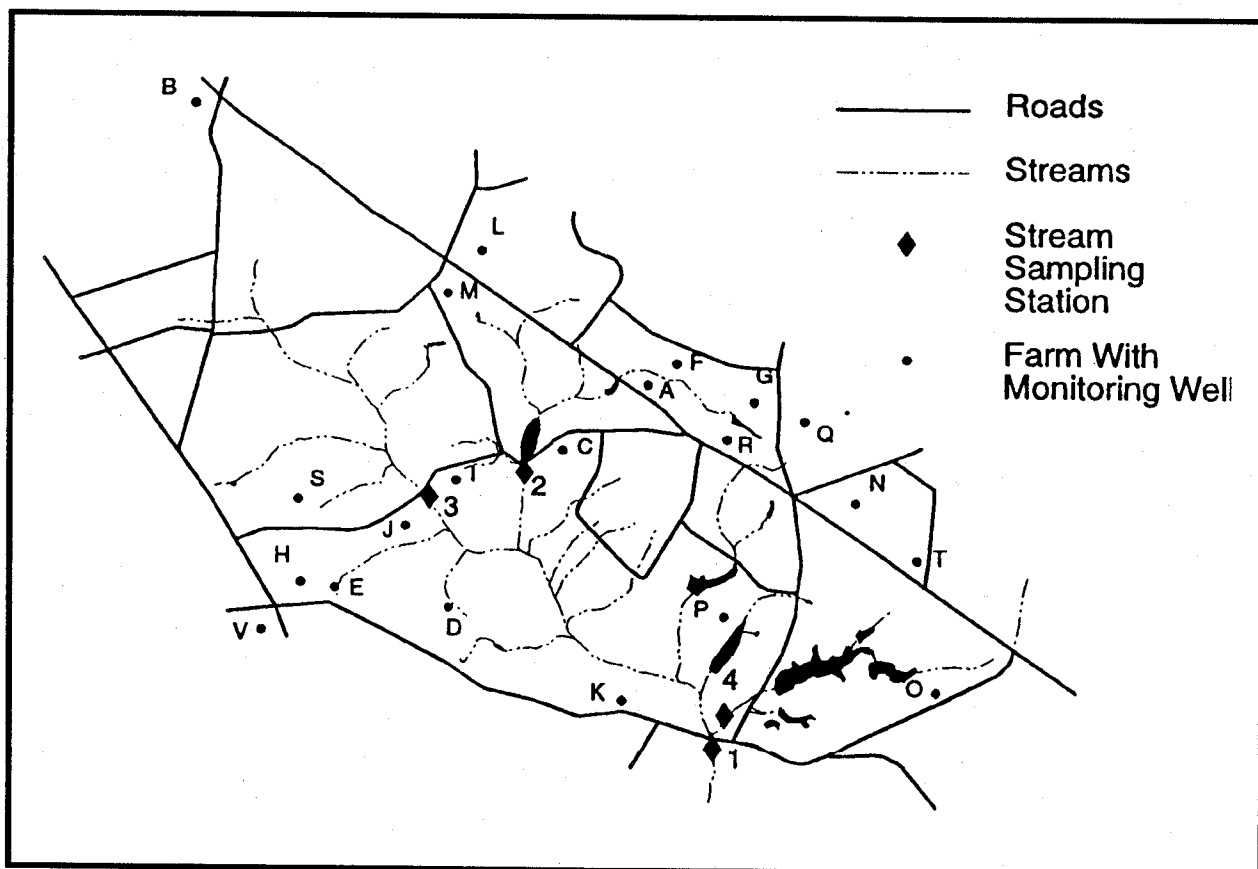 B
Roads
Streams
L
Stream
Sampling
Station
M
Farm With
Monitoring Well
F
A
G
Q
R
C
S
I
2
3
N
J
H
E
T
P
D
V
4
K
O
1